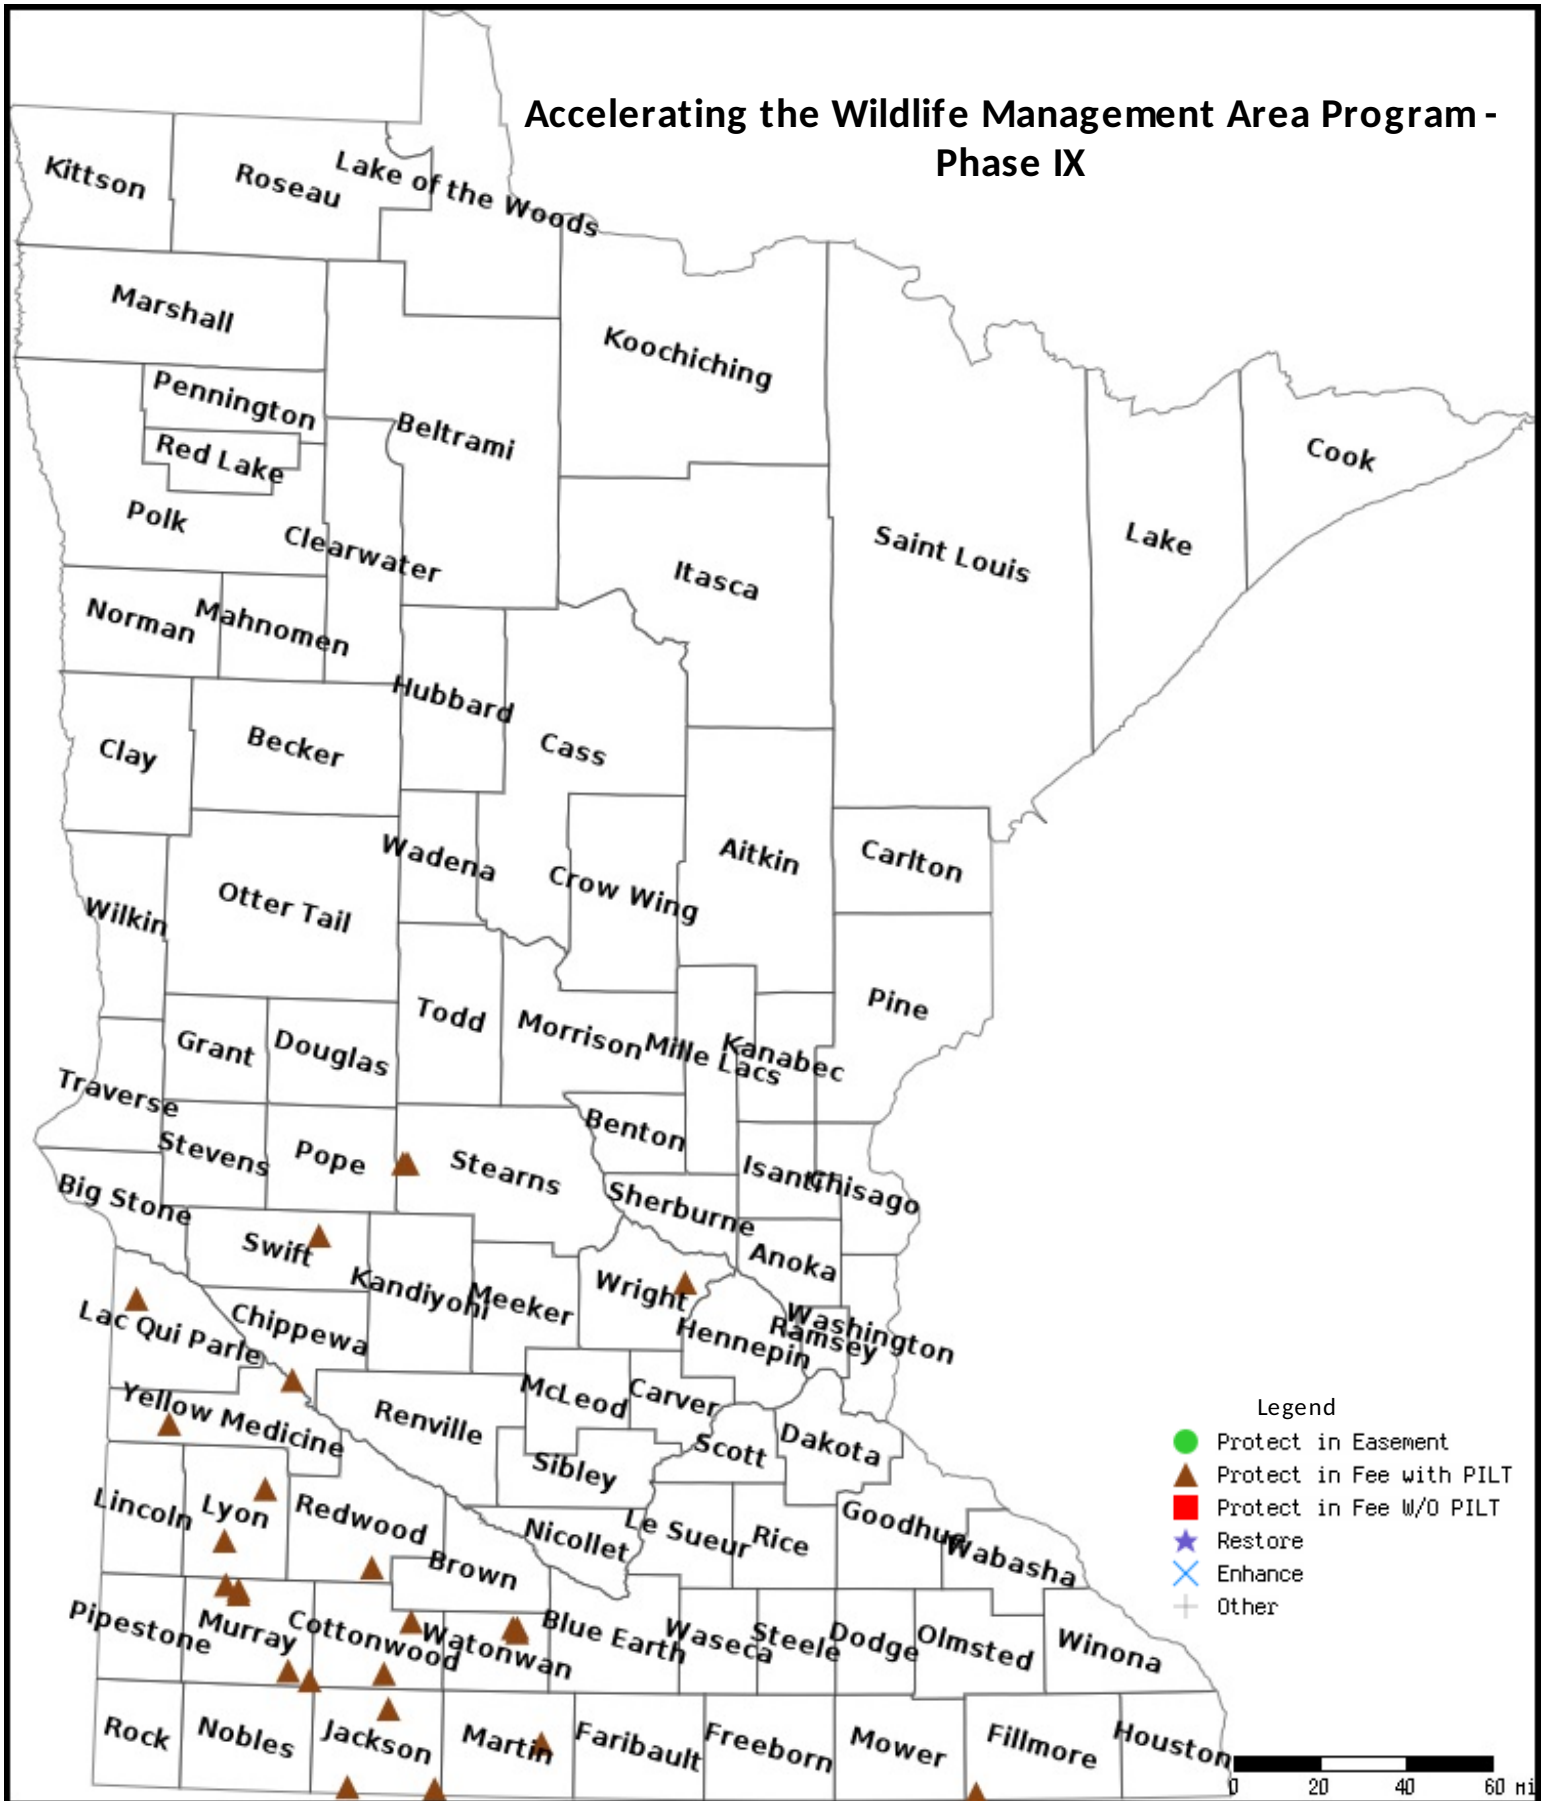 Accelerating the Wildlife Management Area Program -
Phase IX
Kittson
Roseau
Lake of the Woods
Marshall
Koochiching
Pennington
Beltrami
Red Lake
Cook
Polk
Clearwater
Saint Louis
Lake
Itasca
Norman
Mahnomen
Hubbard
Clay
Becker
Cass
Wadena
Aitkin
Carlton
Otter Tail
Crow Wing
Wilkin
Todd
Pine
Grant
Douglas
Morrison
Mille Lacs
Kanabec
Traverse
Benton
Stevens
Pope
Stearns
Isanti
Chisago
Big Stone
Sherburne
Swift
Anoka
Kandiyohi
Meeker
Wright
Lac Qui Parle
Chippewa
Hennepin
Ramsey
Washington
McLeod
Carver
Yellow Medicine
Renville
Scott
Dakota
Sibley
Lincoln
Lyon
Redwood
Nicollet
Le Sueur
Rice
Goodhue
Wabasha
Brown
Pipestone
Murray
Cottonwood
Watonwan
Blue Earth
Waseca
Steele
Dodge
Olmsted
Winona
Rock
Nobles
Jackson
Martin
Faribault
Freeborn
Mower
Fillmore
Houston
Legend
Protect in Easement
Protect in Fee with PILT
Protect in Fee W/O PILT
Restore
Enhance
Other
0 20 40 60 mi